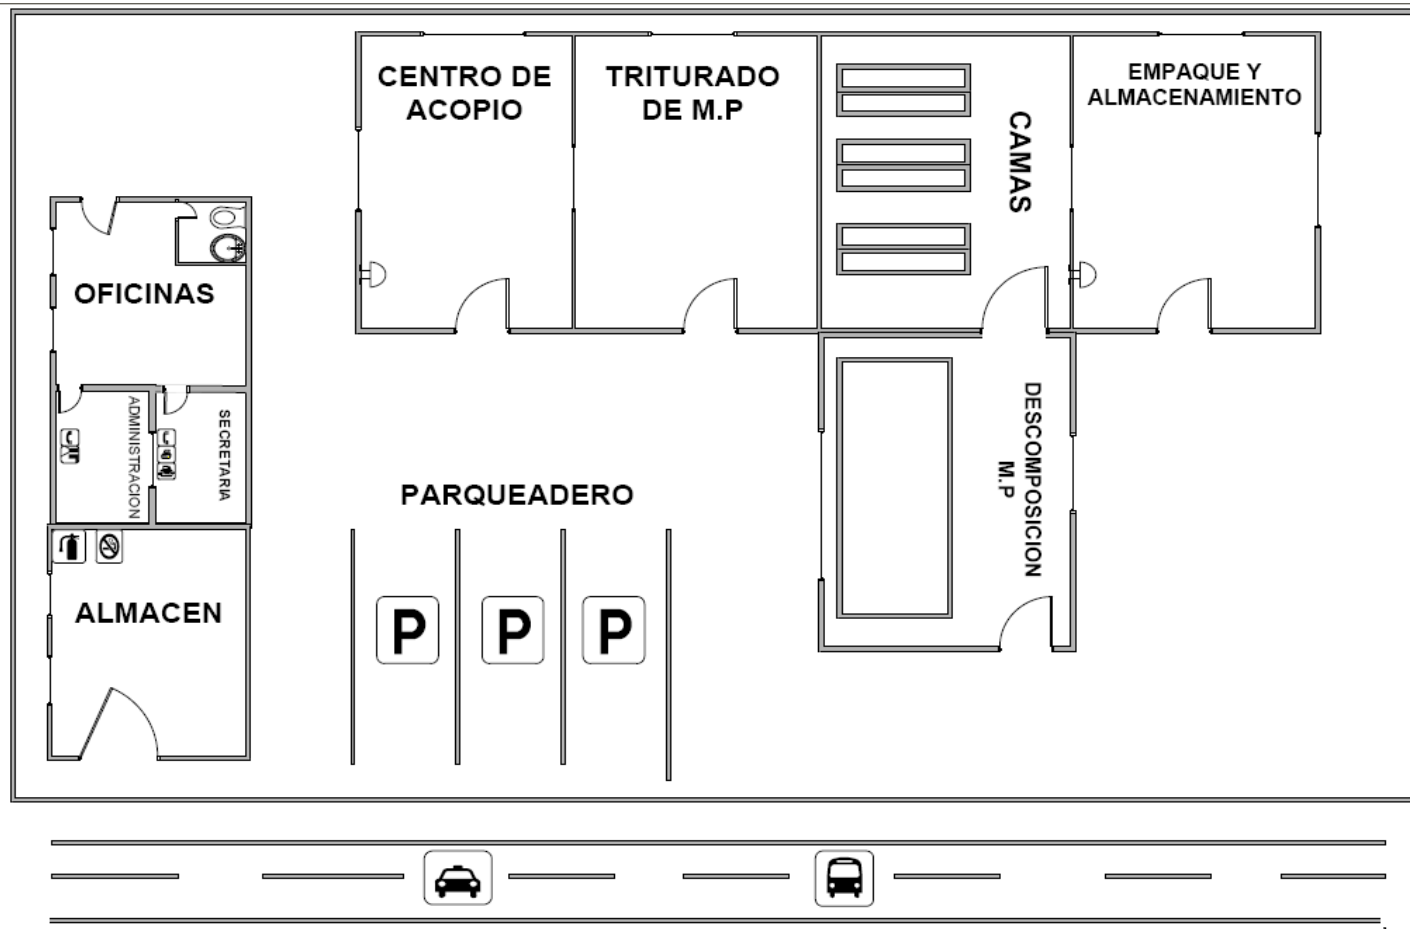 CENTRO DE
ACOPIO
TRITURADO
DE M.P
CAMAS
EMPAQUE Y
ALMACENAMIENTO
OFICINAS
ADMINISTRACION
SECRETARIA
DESCOMPOSICION
M.P
PARQUEADERO
ALMACEN
P
P
P